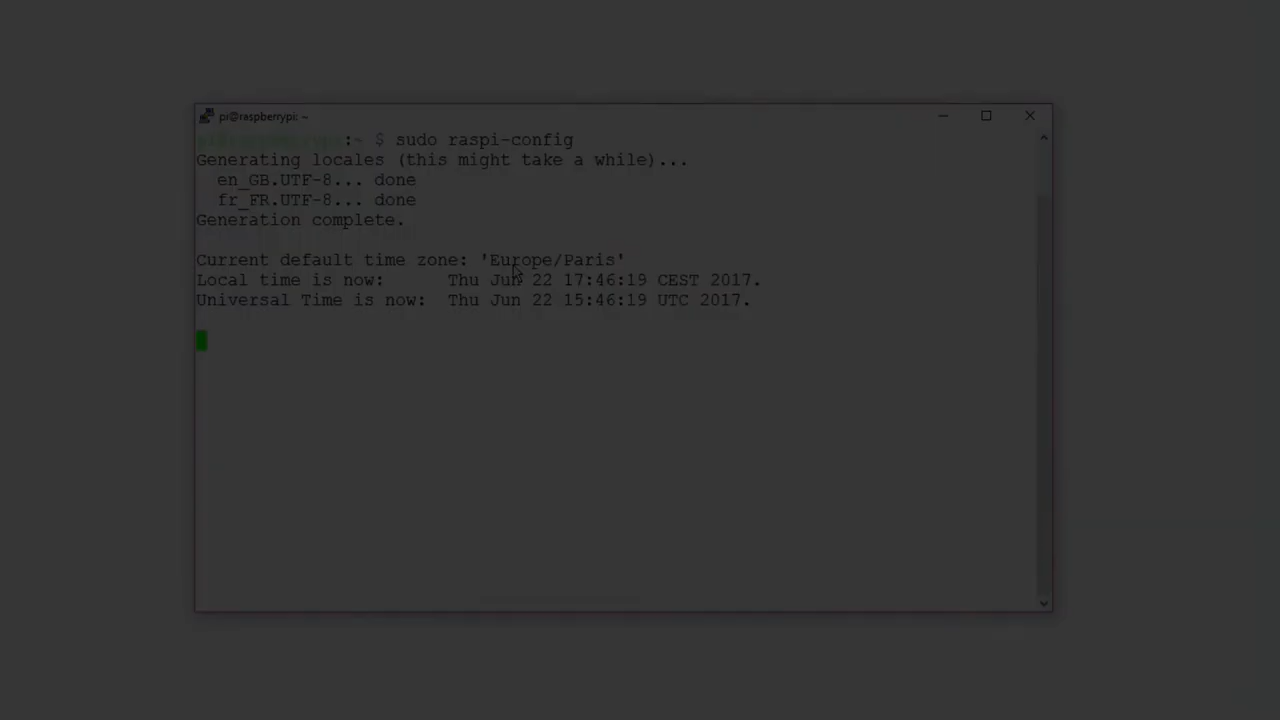 pi@raspberrypi: ~
:~ $ sudo raspi-config
Generating locales (this might take a while)...
  en_GB.UTF-8... done
  fr_FR.UTF-8... done
Generation complete.
Current default time zone: 'Europe/Paris'
Local time is now:      Thu Jun 22 17:46:19 CEST 2017.
Universal Time is now:  Thu Jun 22 15:46:19 UTC 2017.